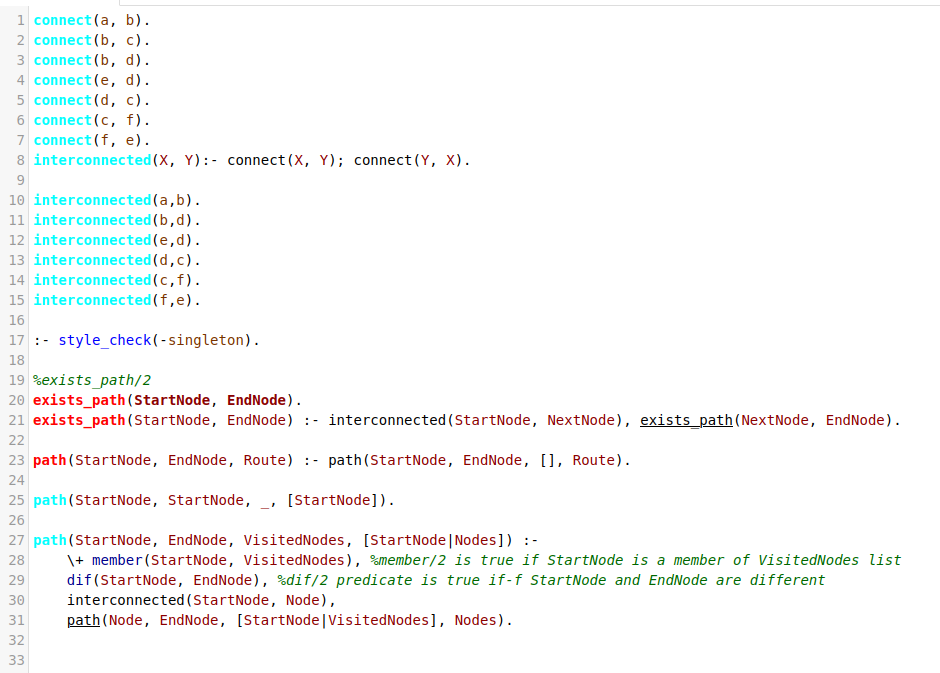 1 connect(a, b).
2 connect(b, c).
3 connect(b, d).
4 connect(e, d).
5 connect(d, c).
6 connect(c, f).
7 connect(f, e).
8 interconnected(X, Y):- connect(X, Y); connect(Y, X).
9
10 interconnected(a,b).
11 interconnected(b,d).
12 interconnected(e,d).
13 interconnected(d,c).
14 interconnected(c,f).
15 interconnected(f,e).
16
17 :- style_check(-singleton).
18
19 %exists_path/2
20 exists_path(StartNode, EndNode).
21 exists_path(StartNode, EndNode) :- interconnected(StartNode, NextNode), exists_path(NextNode, EndNode).
22
23 path(StartNode, EndNode, Route) :- path(StartNode, EndNode, [], Route).
24
25 path(StartNode, StartNode, _, [StartNode]).
26
27 path(StartNode, EndNode, VisitedNodes, [StartNode|Nodes]) :-
28     \+ member(StartNode, VisitedNodes), %member/2 is true if StartNode is a member of VisitedNodes list
29     dif(StartNode, EndNode), %dif/2 predicate is true if-f StartNode and EndNode are different
30     interconnected(StartNode, Node),
31     path(Node, EndNode, [StartNode|VisitedNodes], Nodes).
32
33